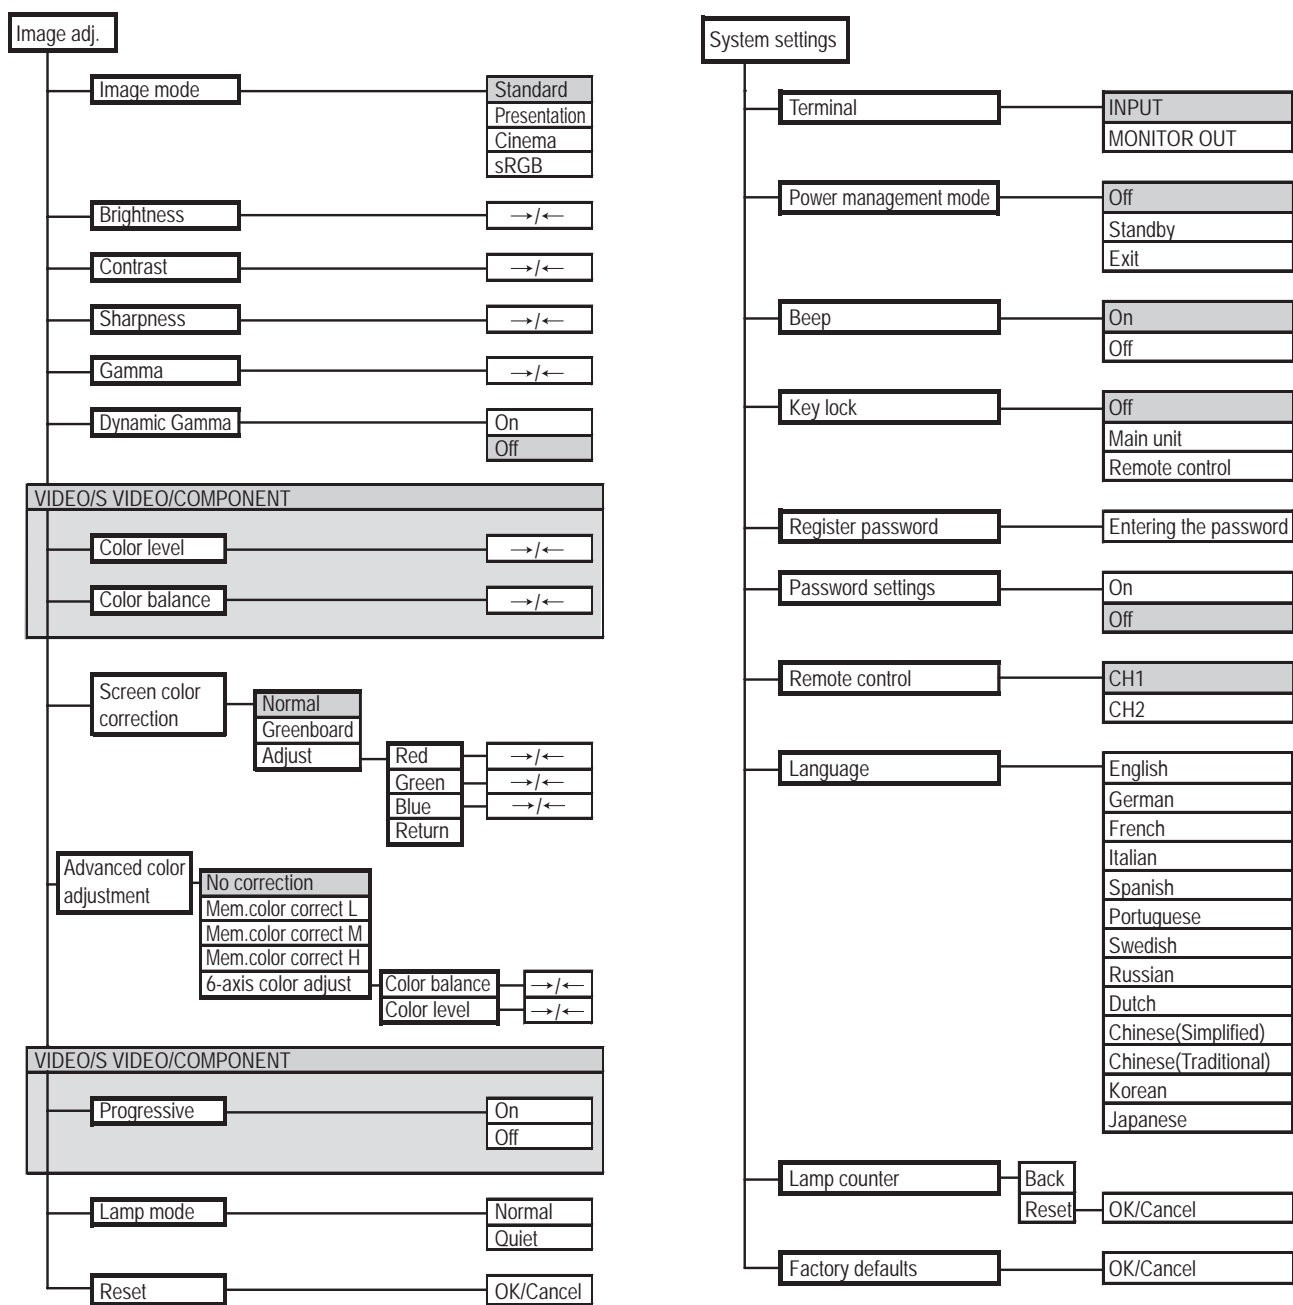 Image adj.
Image mode
Standard
Presentation
Cinema
sRGB
Brightness
→/←
Contrast
→/←
Sharpness
→/←
Gamma
→/←
Dynamic Gamma
On
Off
VIDEO/S VIDEO/COMPONENT
Color level
→/←
Color balance
→/←
Screen color
correction
Normal
Greenboard
Adjust
Red
→/←
Green
→/←
Blue
→/←
Return
Advanced color
adjustment
No correction
Mem.color correct L
Mem.color correct M
Mem.color correct H
6-axis color adjust
Color balance
→/←
Color level
→/←
VIDEO/S VIDEO/COMPONENT
Progressive
On
Off
Lamp mode
Normal
Quiet
Reset
OK/Cancel
System settings
Terminal
INPUT
MONITOR OUT
Power management mode
Off
Standby
Exit
Beep
On
Off
Key lock
Off
Main unit
Remote control
Register password
Entering the password
Password settings
On
Off
Remote control
CH1
CH2
Language
English
German
French
Italian
Spanish
Portuguese
Swedish
Russian
Dutch
Chinese(Simplified)
Chinese(Traditional)
Korean
Japanese
Lamp counter
Back
Reset
OK/Cancel
Factory defaults
OK/Cancel